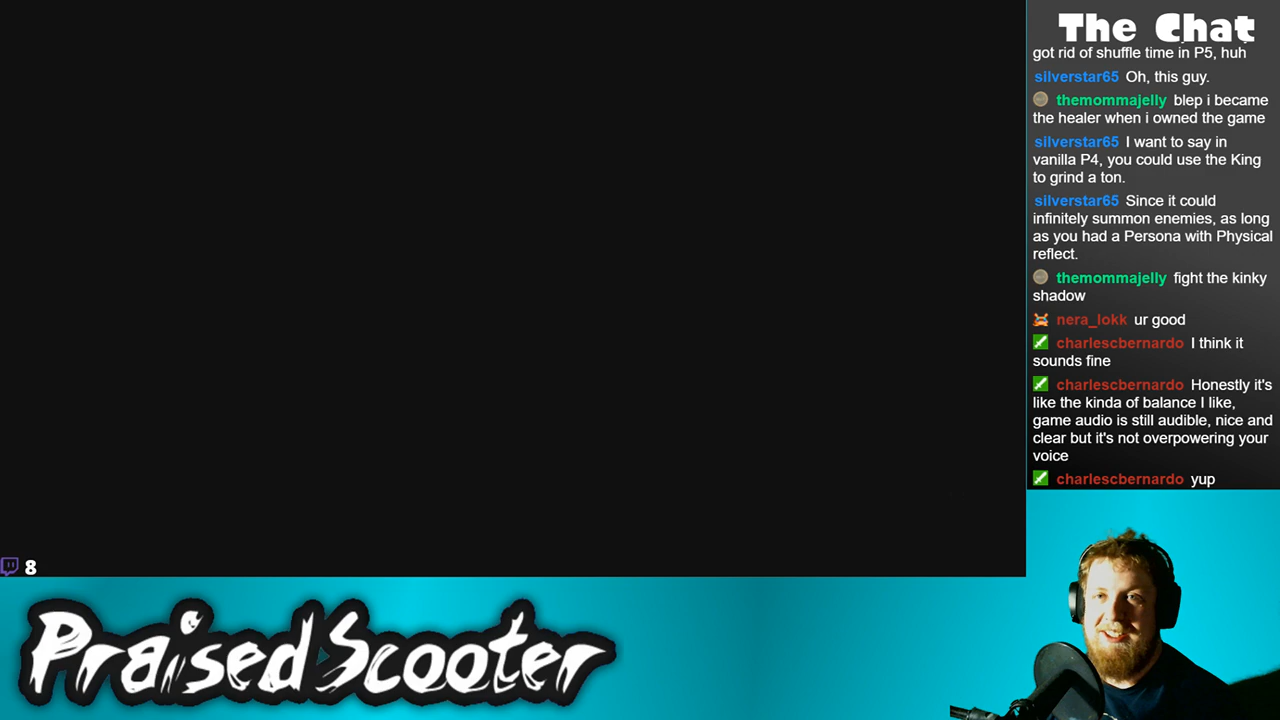 The Chat
got rid of shuffle time in P5, huh
silverstar65 Oh, this guy.
themommajelly blep i became
the healer when i owned the game
silverstar65 I want to say in
vanilla P4, you could use the King
to grind a ton.
silverstar65 Since it could
infinitely summon enemies, as long
as you had a Persona with Physical
reflect.
themommajelly fight the kinky
shadow
nera_lokk ur good
charlescbernardo I think it
sounds fine
charlescbernardo Honestly it's
like the kinda of balance I like,
game audio is still audible, nice and
clear but it's not overpowering your
voice
charlescbernardo yup
8
PraisedScooter